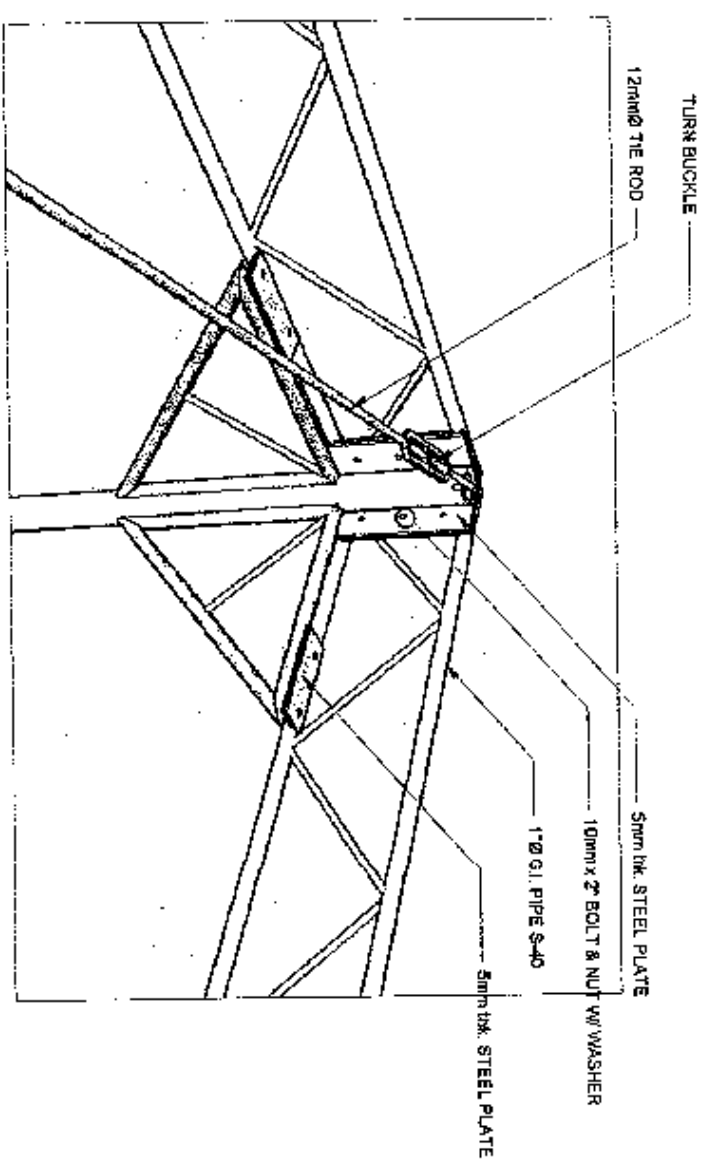 TURN BUCKLE
12mmØ TIE ROD
5mm thk. STEEL PLATE
10mm x 2" BOLT & NUT W/ WASHER
1"Ø G.I. PIPE S-40
5mm thk. STEEL PLATE